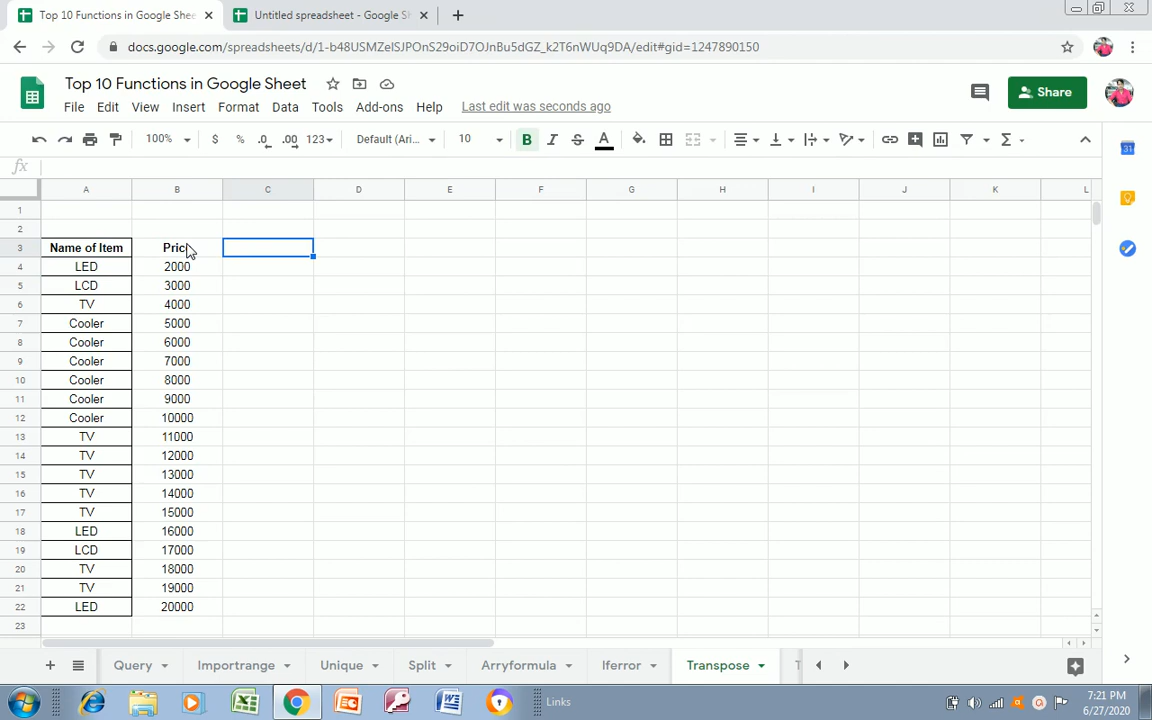 Top 10 Functions in Google Shee
Untitled spreadsheet - Google S
docs.google.com/spreadsheets/d/1-b48USMZeISJPOnS29oiD7OJnBu5dGZ_k2T6nWUq9DA/edit#gid=1247890150
Top 10 Functions in Google Sheet
File Edit View Insert Format Data Tools Add-ons Help Last edit was seconds ago
Share
100% $ % .0 .00 123 Default (Ari... 10 B I S A Σ
31
fx
A B C D E F G H I J K L
1
2
3 Name of Item Pric
4 LED 2000
5 LCD 3000
6 TV 4000
7 Cooler 5000
8 Cooler 6000
9 Cooler 7000
10 Cooler 8000
11 Cooler 9000
12 Cooler 10000
13 TV 11000
14 TV 12000
15 TV 13000
16 TV 14000
17 TV 15000
18 LED 16000
19 LCD 17000
20 TV 18000
21 TV 19000
22 LED 20000
23
Query Importrange Unique Split Arryformula Iferror Transpose T
Links
7:21 PM
6/27/2020